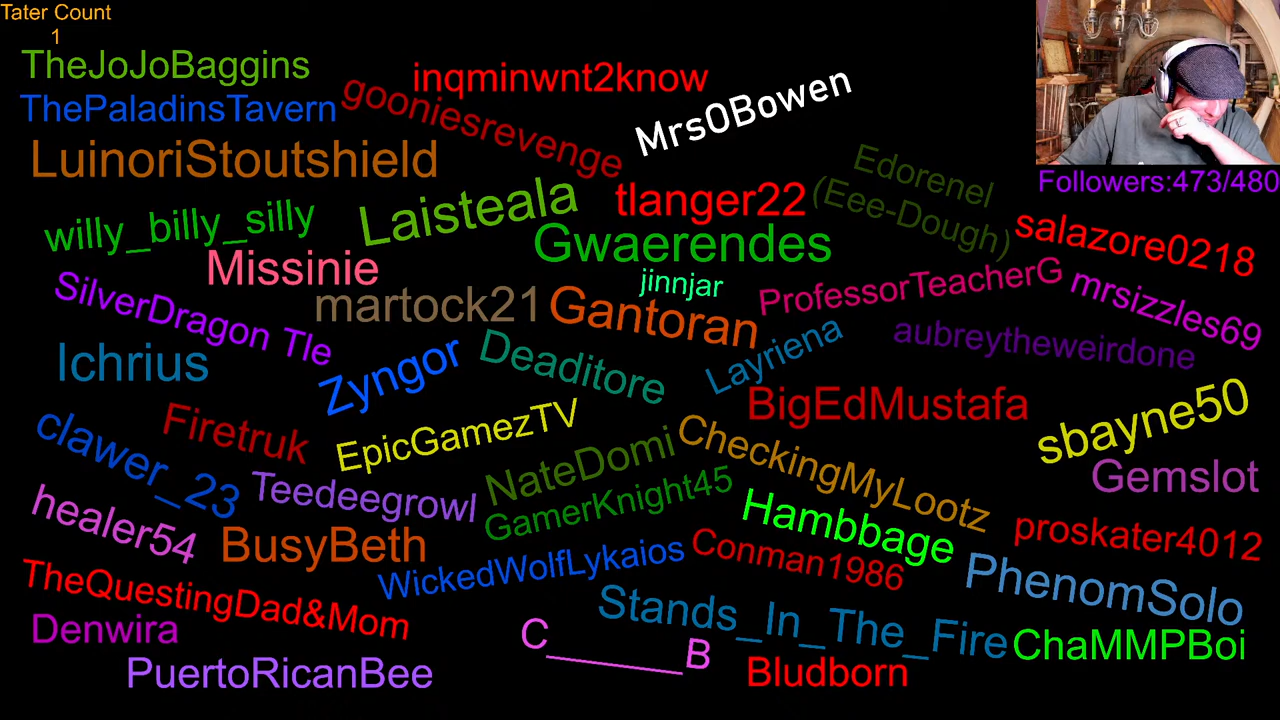 Tater Count
1
TheJoJoBaggins
inqminwnt2know
gooniesrevenge
MrsOBowen
ThePaladinsTavern
LuinoriStoutshield
Followers:473/480
Edorenel
(Eee-Dough)
Laisteala
tlanger22
willy_billy_silly
Gwaerendes
salazore0218
Missinie
jinnjar
ProfessorTeacherG
mrsizzles69
SilverDragon Tle
martock21
Gantoran
aubreytheweirdone
Ichrius
Zyngor
Deaditore
Layriena
BigEdMustafa
sbayne50
clawer_23
Firetruk
EpicGamezTV
NateDomi
CheckingMyLootz
Gemslot
Teedeegrowl
GamerKnight45
Hambbage
proskater4012
healer54
BusyBeth
WickedWolfLykaios
Conman1986
PhenomSolo
TheQuestingDad&Mom
Stands_In_The_Fire
Denwira
C______B
ChaMMPBoi
PuertoRicanBee
Bludborn